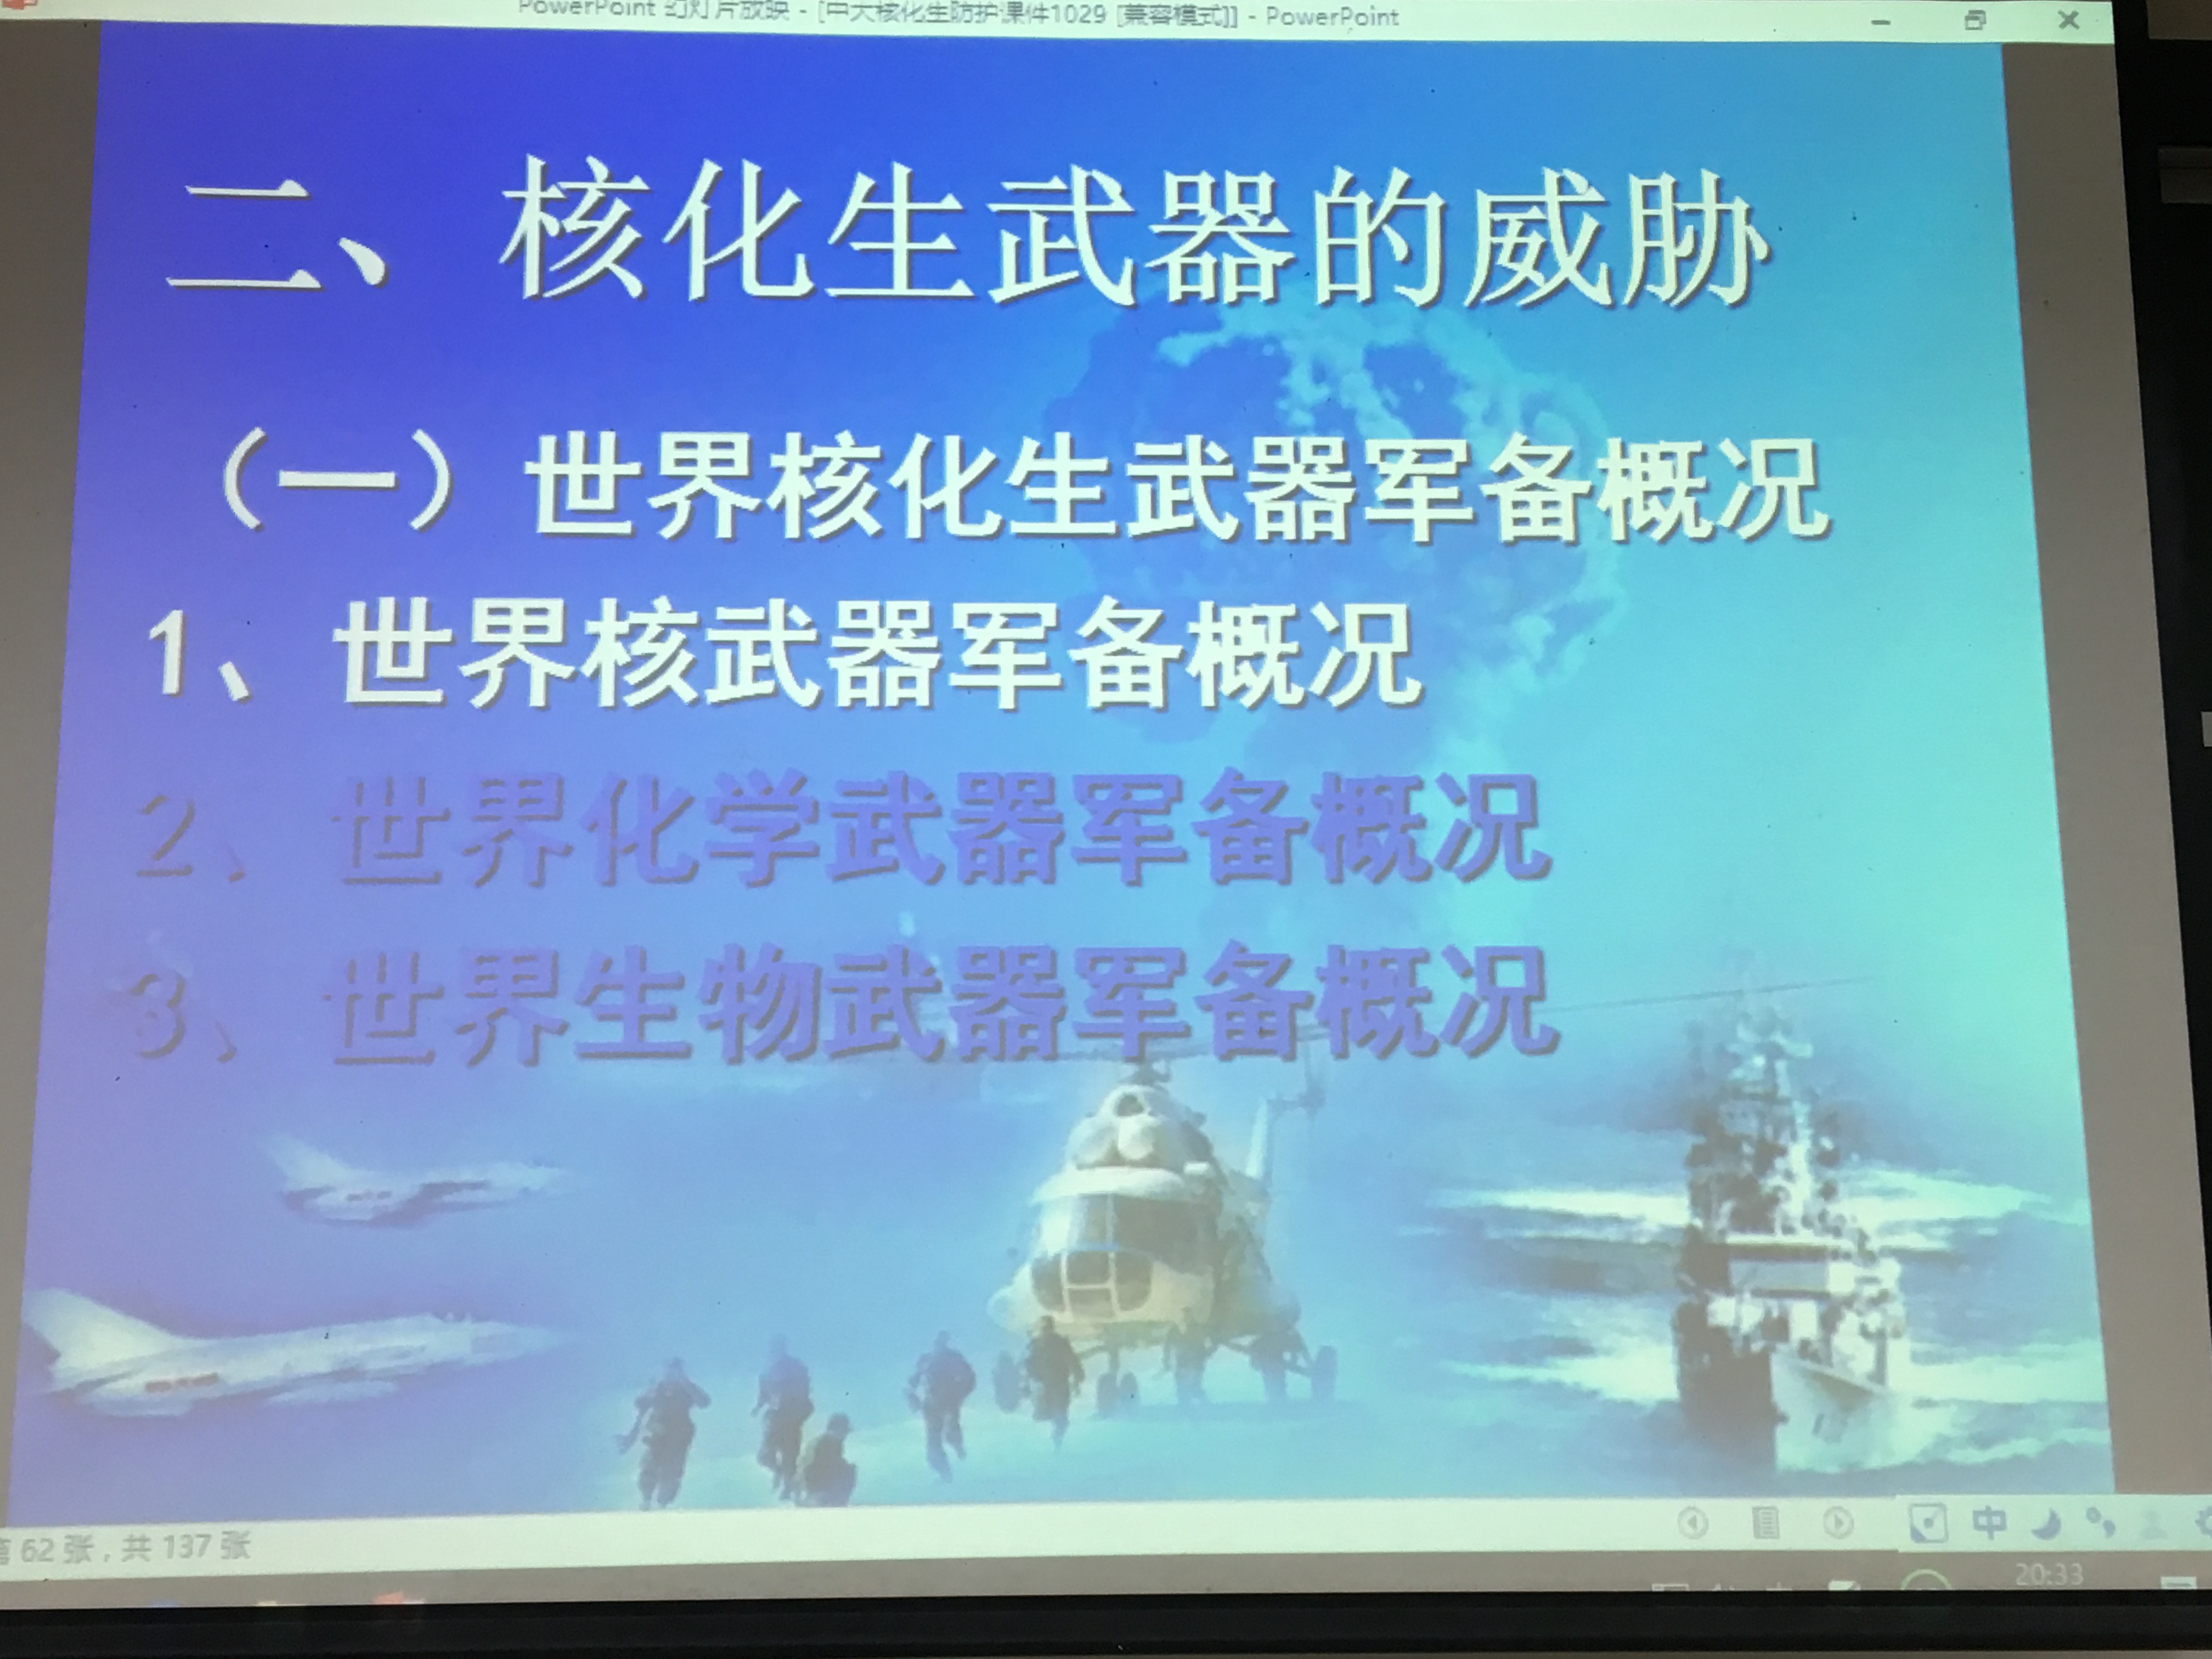 PowerPoint 幻灯片放映 - [中大核化生防护课件1029 [兼容模式]] - PowerPoint
二、核化生武器的威胁
（一）世界核化生武器军备概况
1、世界核武器军备概况
2、世界化学武器军备概况
3、世界生物武器军备概况
第 62 张，共 137 张
中
20:33